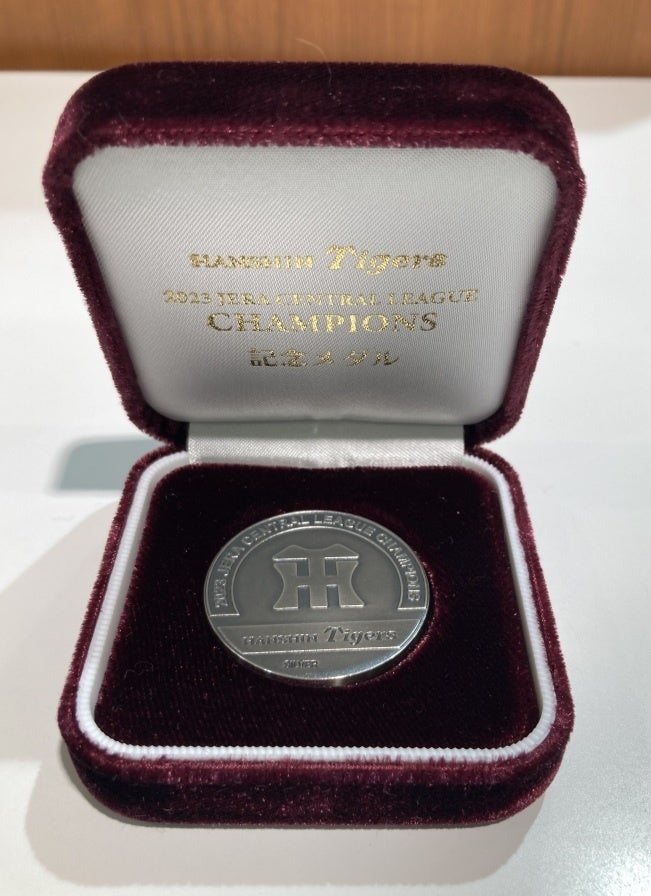 HANSHIN Tigers
2023 JERA CENTRAL LEAGUE
CHAMPIONS
記念メダル
2023 JERA CENTRAL LEAGUE CHAMPIONS
HANSHIN Tigers
SILVER